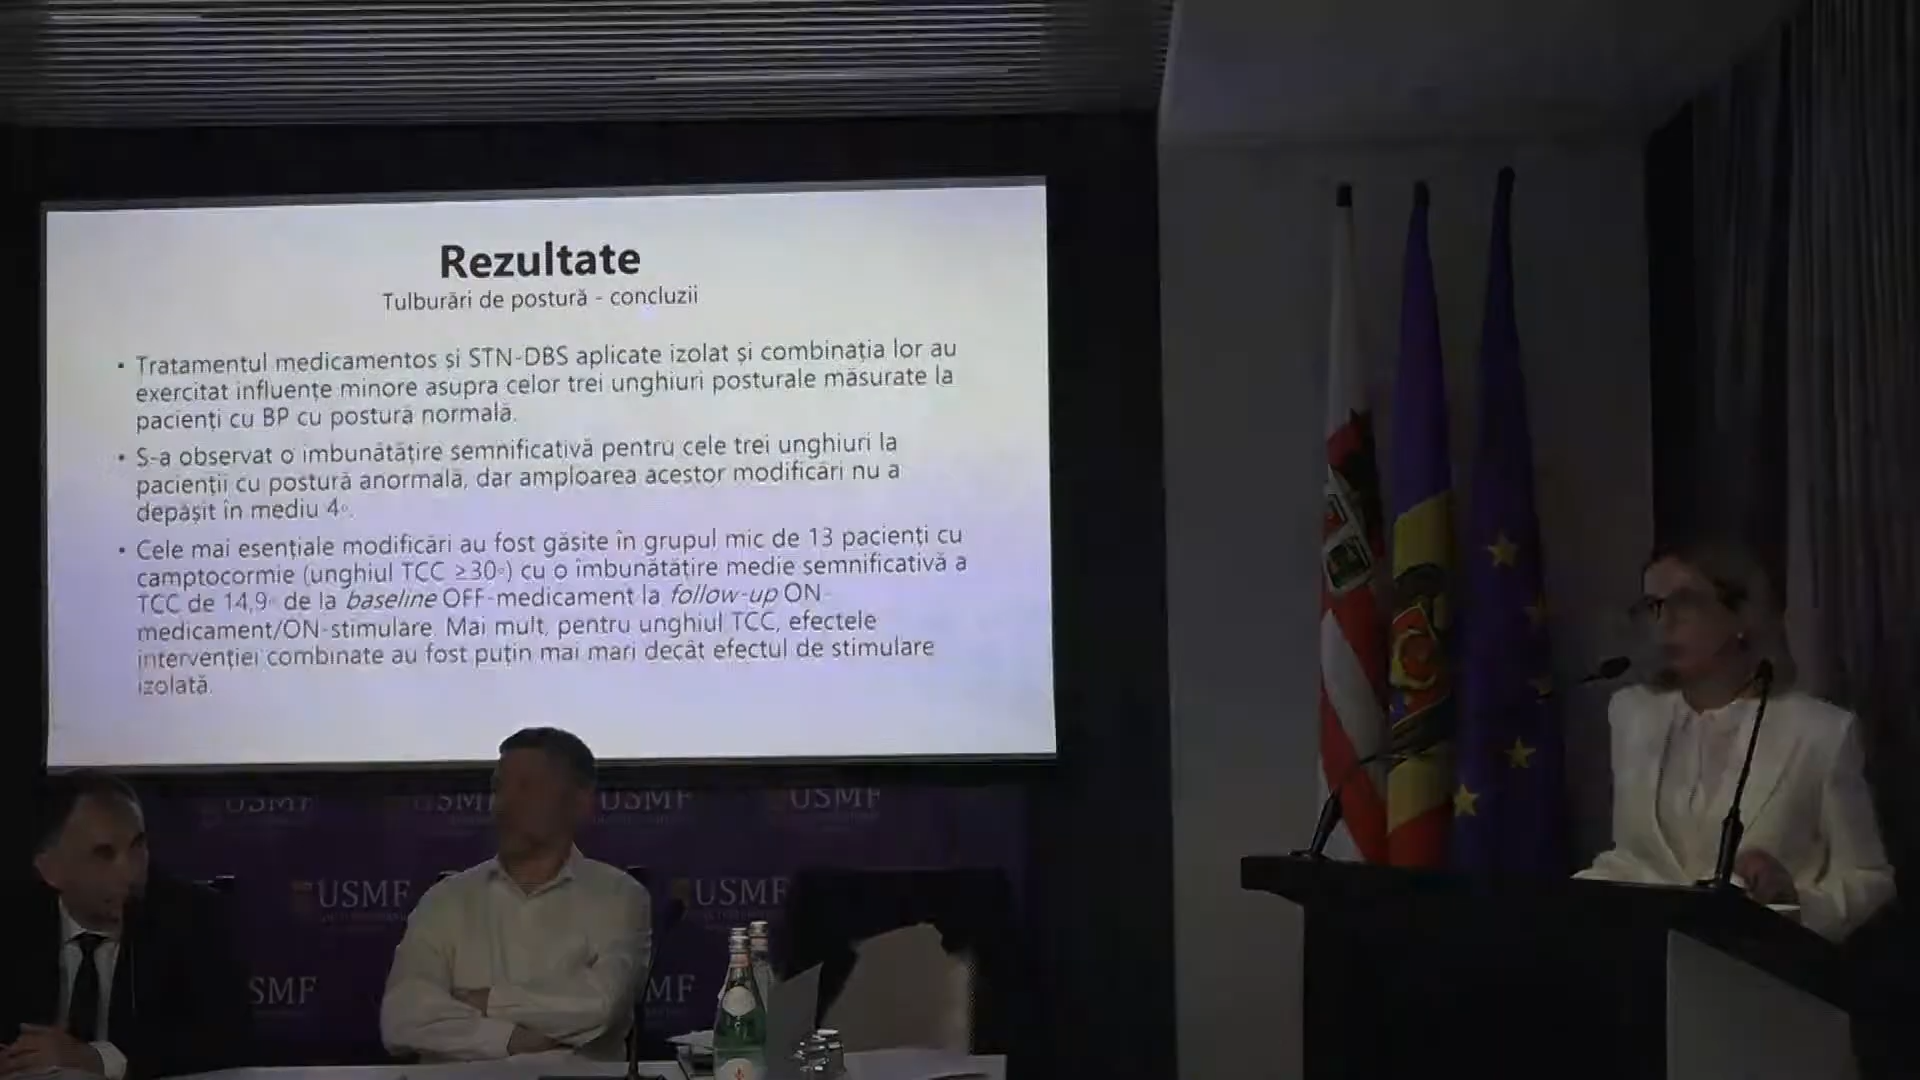 Rezultate
Tulburări de postură - concluzii
• Tratamentul medicamentos și STN-DBS aplicate izolat și combinația lor au
exercitat influențe minore asupra celor trei unghiuri posturale măsurate la
pacienți cu BP cu postură normală.
• S-a observat o îmbunătățire semnificativă pentru cele trei unghiuri la
pacienții cu postură anormală, dar amploarea acestor modificări nu a
depășit în mediu 4◦.
• Cele mai esențiale modificări au fost găsite în grupul mic de 13 pacienți cu
camptocormie (unghiul TCC ≥30◦) cu o îmbunătățire medie semnificativă a
TCC de 14,9◦ de la baseline OFF-medicament la follow-up ON-
medicament/ON-stimulare. Mai mult, pentru unghiul TCC, efectele
intervenției combinate au fost puțin mai mari decât efectul de stimulare
izolată.
USMF USMF USMF USMF
USMF USMF
SMF MF